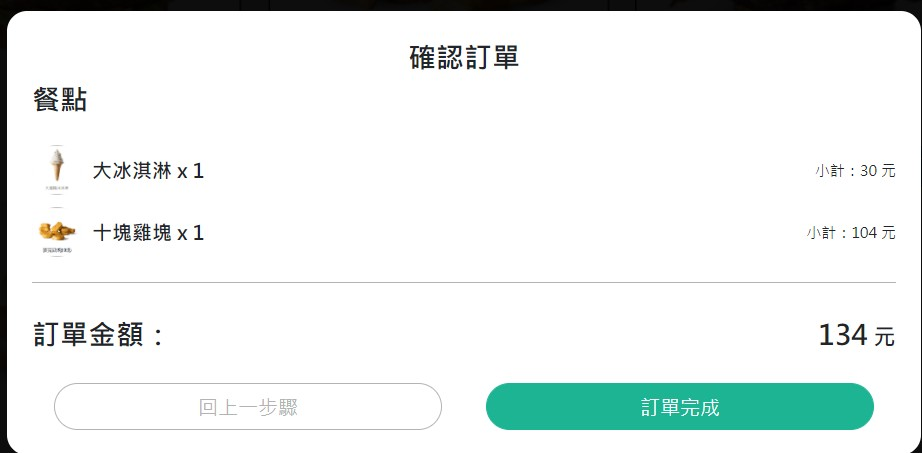 確認訂單
餐點
大冰淇淋 x 1
小計：30 元
十塊雞塊 x 1
小計：104 元
訂單金額：
134 元
回上一步驟
訂單完成